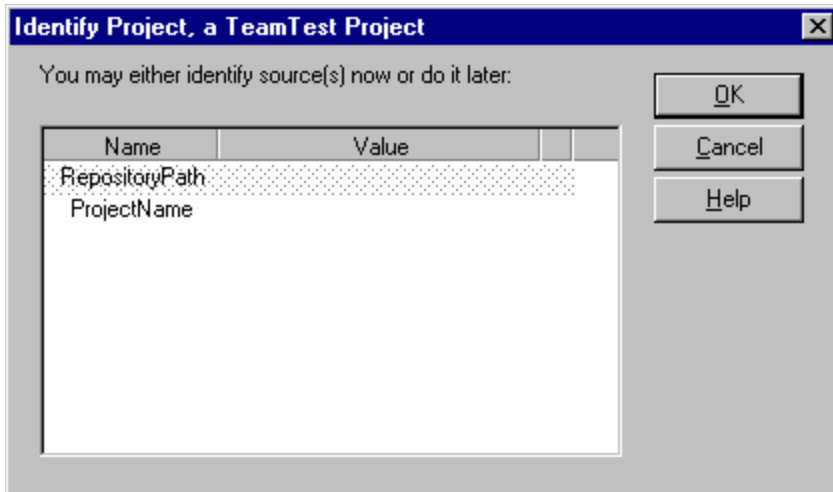 Identify Project, a TeamTest Project
You may either identify source(s) now or do it later:
OK
Name Value
Cancel
RepositoryPath
Help
ProjectName